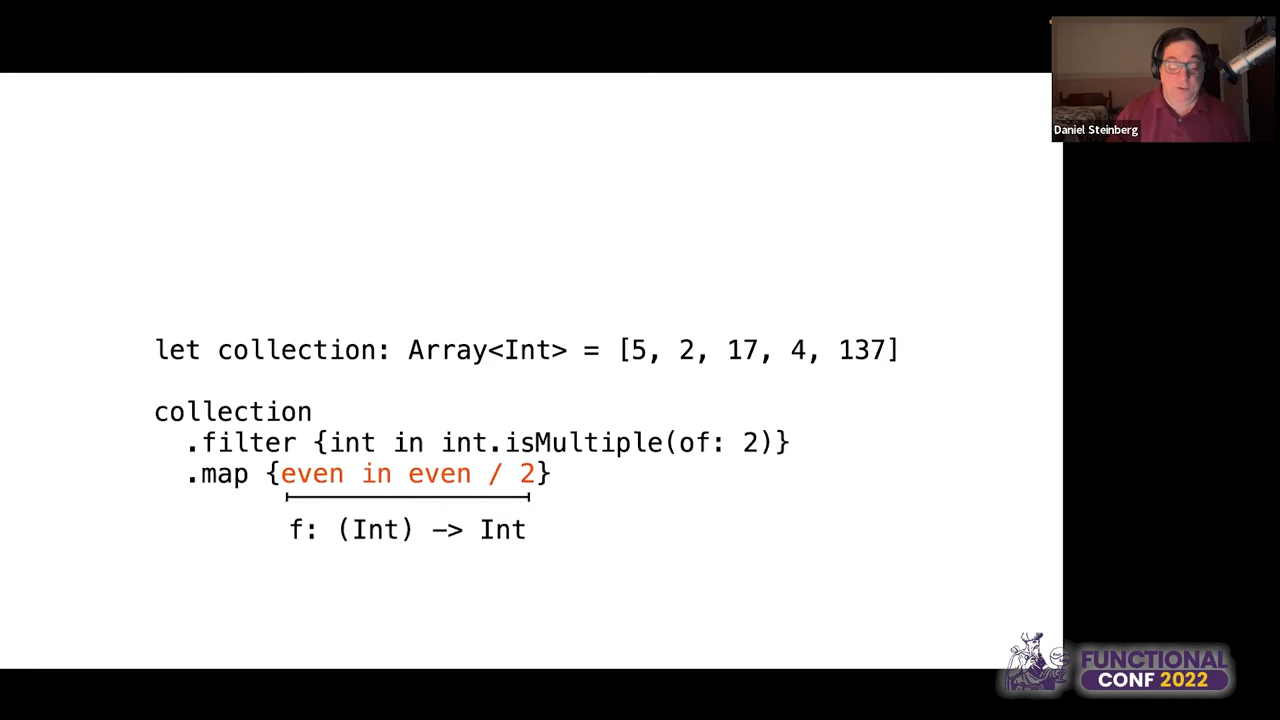 Daniel Steinberg
let collection: Array<Int> = [5, 2, 17, 4, 137]
collection
.filter {int in int.isMultiple(of: 2)}
.map {even in even / 2}
f: (Int) —> Int
FUNCTIONAL
CONF 2022